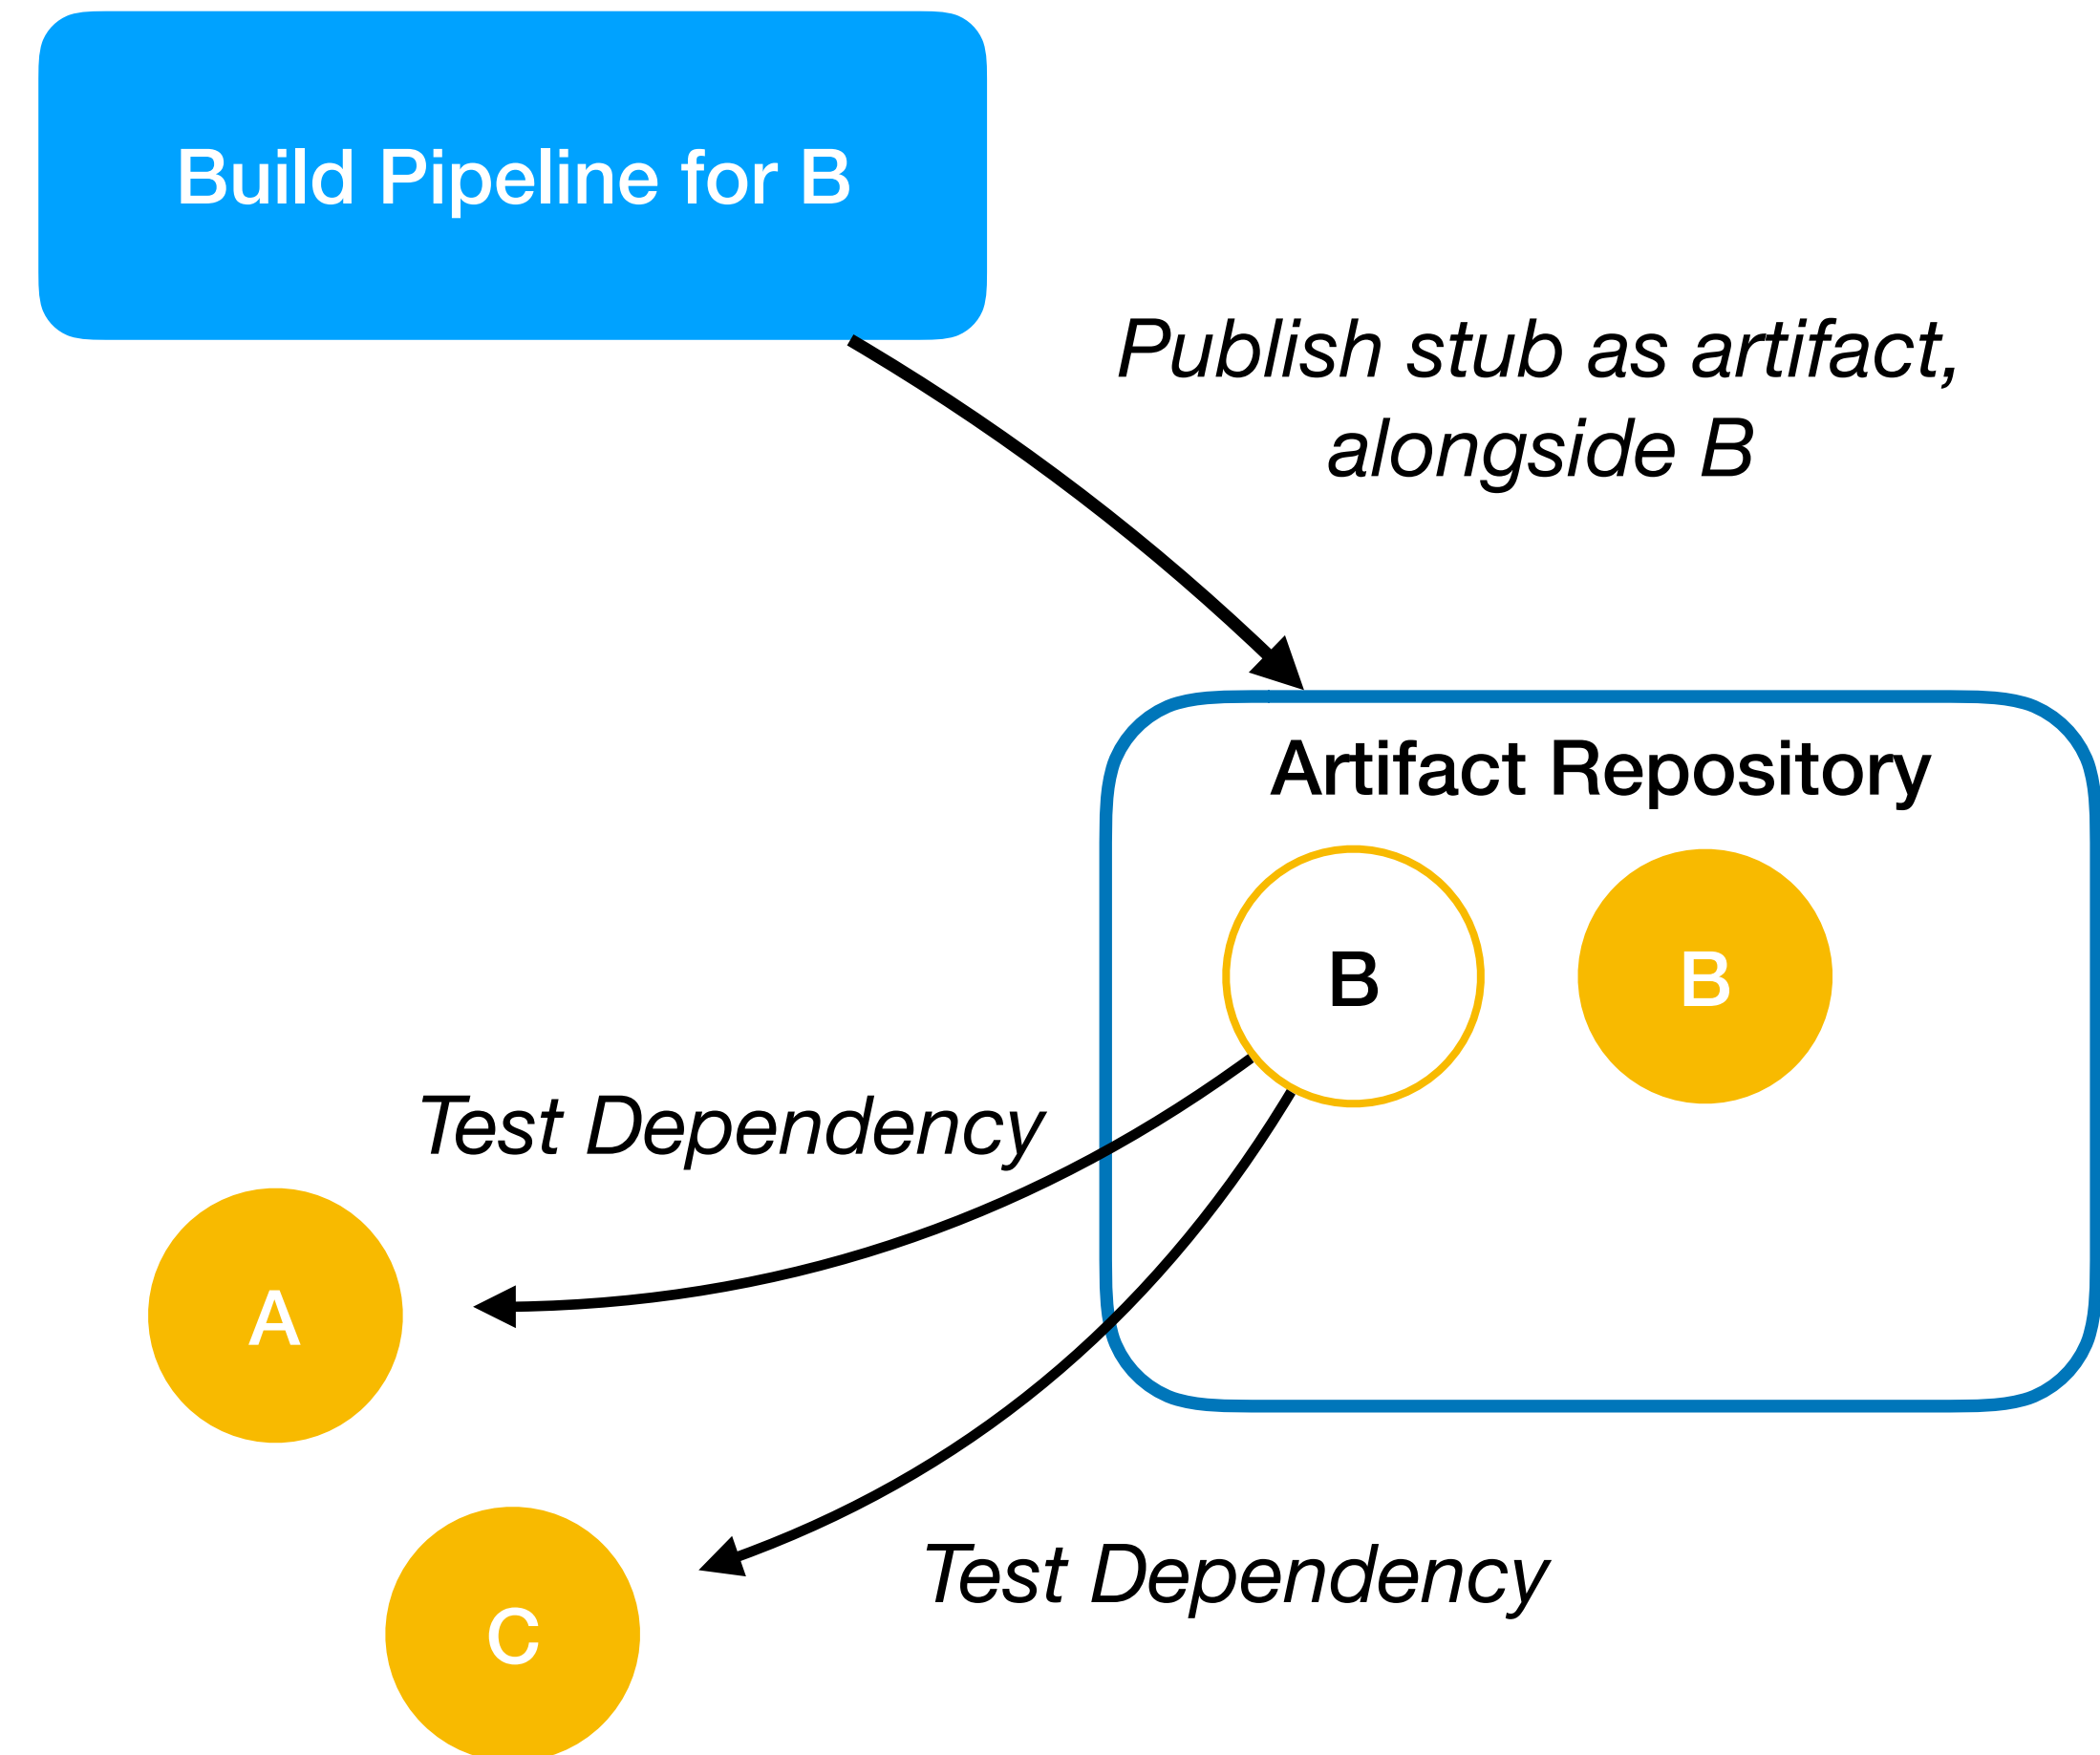 Build Pipeline for B
Publish stub as artifact,
alongside B
Artifact Repository
B
B
Test Dependency
A
Test Dependency
C